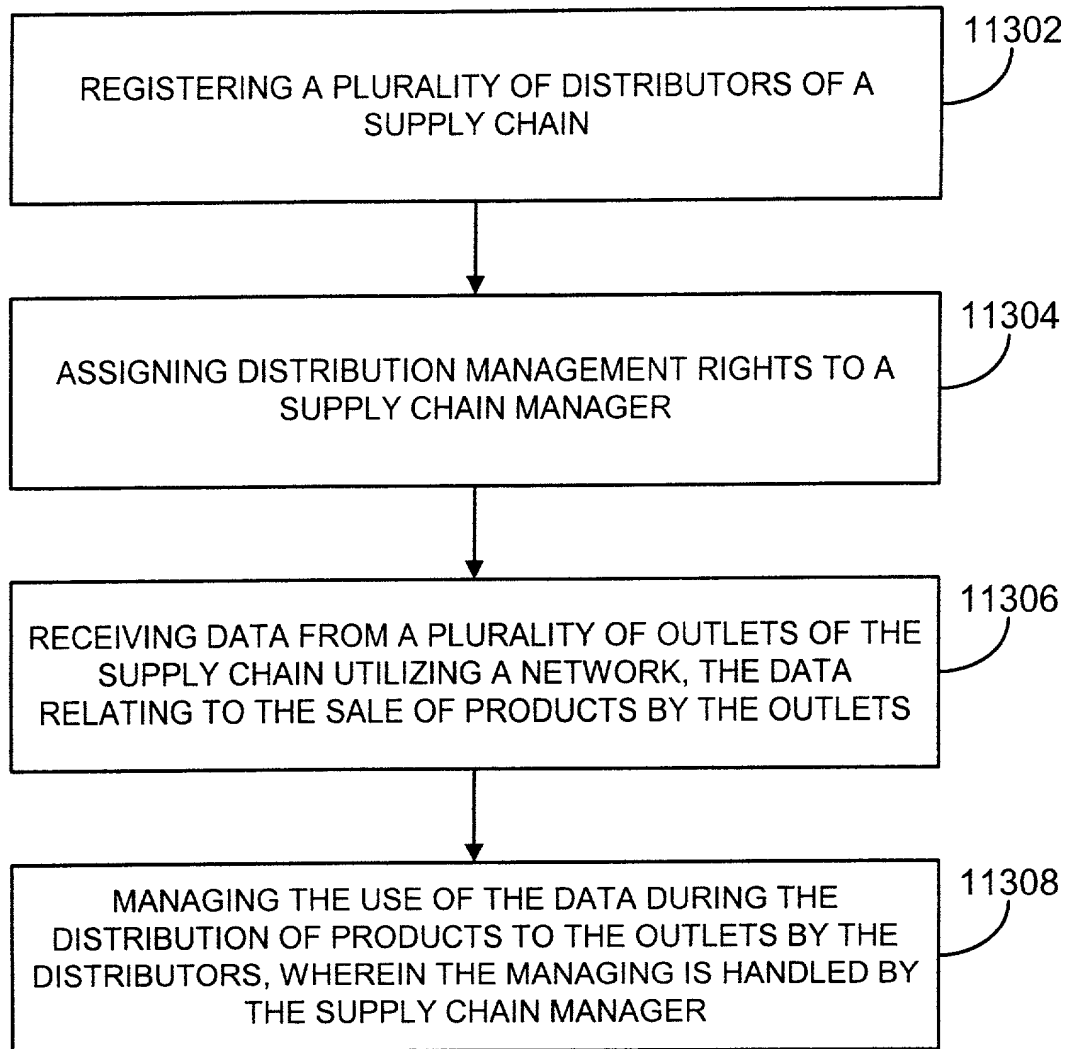 11302
REGISTERING A PLURALITY OF DISTRIBUTORS OF A
SUPPLY CHAIN
11304
ASSIGNING DISTRIBUTION MANAGEMENT RIGHTS TO A
SUPPLY CHAIN MANAGER
11306
RECEIVING DATA FROM A PLURALITY OF OUTLETS OF THE
SUPPLY CHAIN UTILIZING A NETWORK, THE DATA
RELATING TO THE SALE OF PRODUCTS BY THE OUTLETS
11308
MANAGING THE USE OF THE DATA DURING THE
DISTRIBUTION OF PRODUCTS TO THE OUTLETS BY THE
DISTRIBUTORS, WHEREIN THE MANAGING IS HANDLED BY
THE SUPPLY CHAIN MANAGER